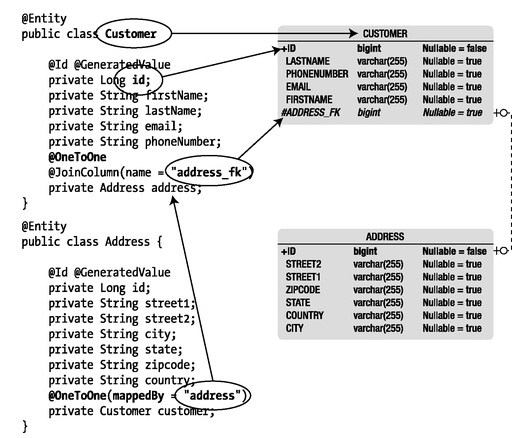 @Entity
public class Customer
@Id @GeneratedValue
private Long id;
private String firstName;
private String lastName;
private String email;
private String phoneNumber;
@OneToOne
@JoinColumn(name = "address_fk")
private Address address;
}
@Entity
public class Address {
@Id @GeneratedValue
private Long id;
private String street1;
private String street2;
private String city;
private String state;
private String zipcode;
private String country;
@OneToOne(mappedBy = "address")
private Customer customer;
}
CUSTOMER
+ID bigint Nullable = false
LASTNAME varchar(255) Nullable = true
PHONENUMBER varchar(255) Nullable = true
EMAIL varchar(255) Nullable = true
FIRSTNAME varchar(255) Nullable = true
#ADDRESS_FK bigint Nullable = true
ADDRESS
+ID bigint Nullable = false
STREET2 varchar(255) Nullable = true
STREET1 varchar(255) Nullable = true
ZIPCODE varchar(255) Nullable = true
STATE varchar(255) Nullable = true
COUNTRY varchar(255) Nullable = true
CITY varchar(255) Nullable = true